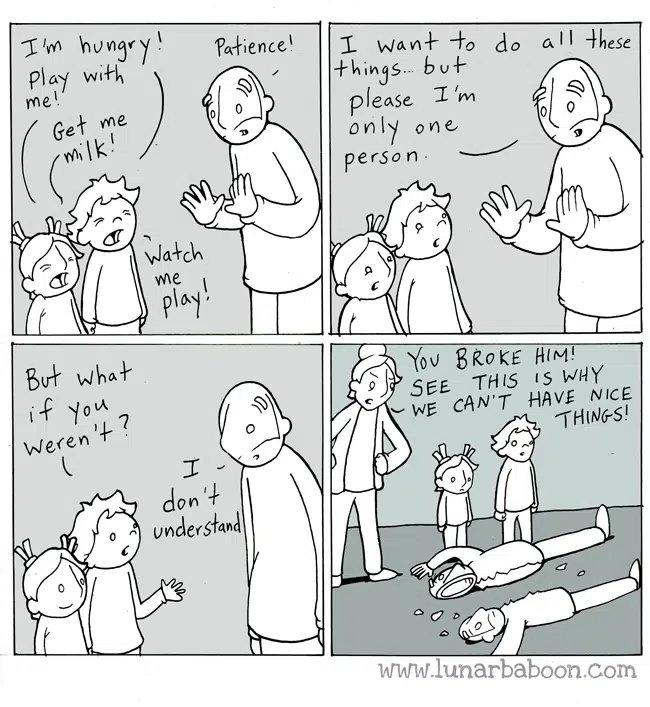 I'm hungry!
Play with
me!
Get me
milk!
Patience!
Watch
me
play!
I want to do all these
things... but
please I'm
only one
person.
But what
if you
weren't?
I
don't
understand
YOU BROKE HIM!
SEE THIS IS WHY
WE CAN'T HAVE NICE
THINGS!
www.lunarbaboon.com